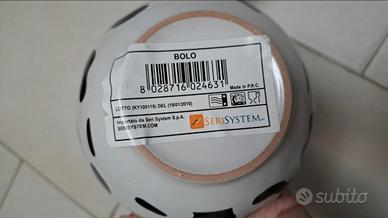 BOLO
8 028716 024631
Made in P.R.C.
LOTTO (KY100119) DEL (19/01/2010)
Importato da Seri System S.p.A.
SERISYSTEM.COM
SERISYSTEM
subito